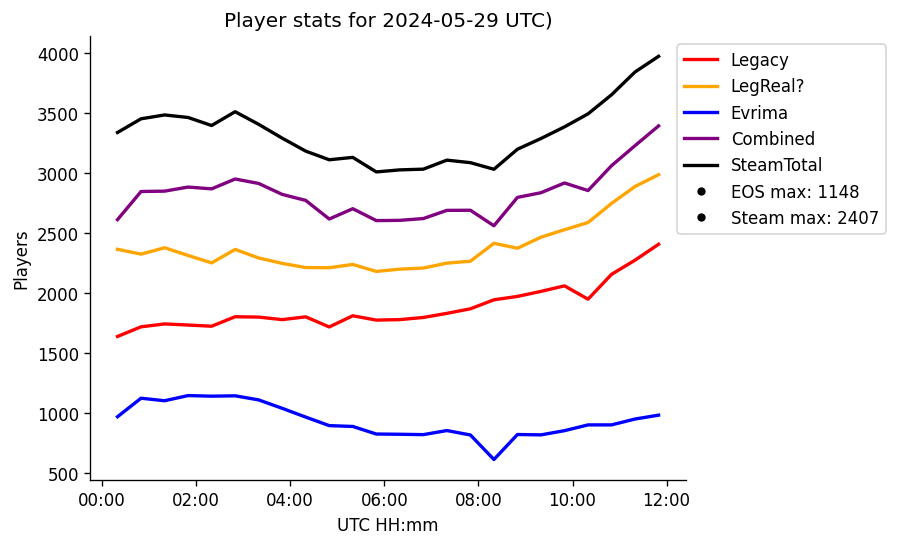 Player stats for 2024-05-29 UTC)
4000
3500
3000
2500
2000
1500
1000
500
Players
00:00 02:00 04:00 06:00 08:00 10:00 12:00
UTC HH:mm
Legacy
LegReal?
Evrima
Combined
SteamTotal
EOS max: 1148
Steam max: 2407